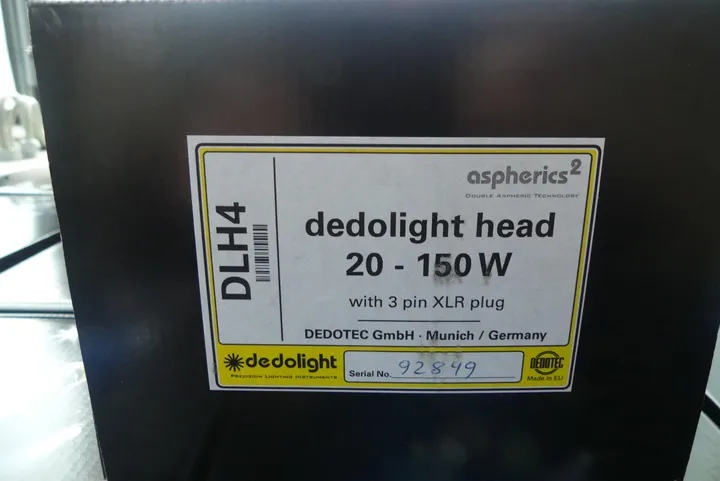 aspherics2
DOUBLE ASPHERIC TECHNOLOGY
DLH4
dedolight head
20 - 150 W
with 3 pin XLR plug
DEDOTEC GmbH · Munich / Germany
dedolight
PRECISION LIGHTING INSTRUMENTS
Serial No. 92849
DEDOTEC
Made in EU